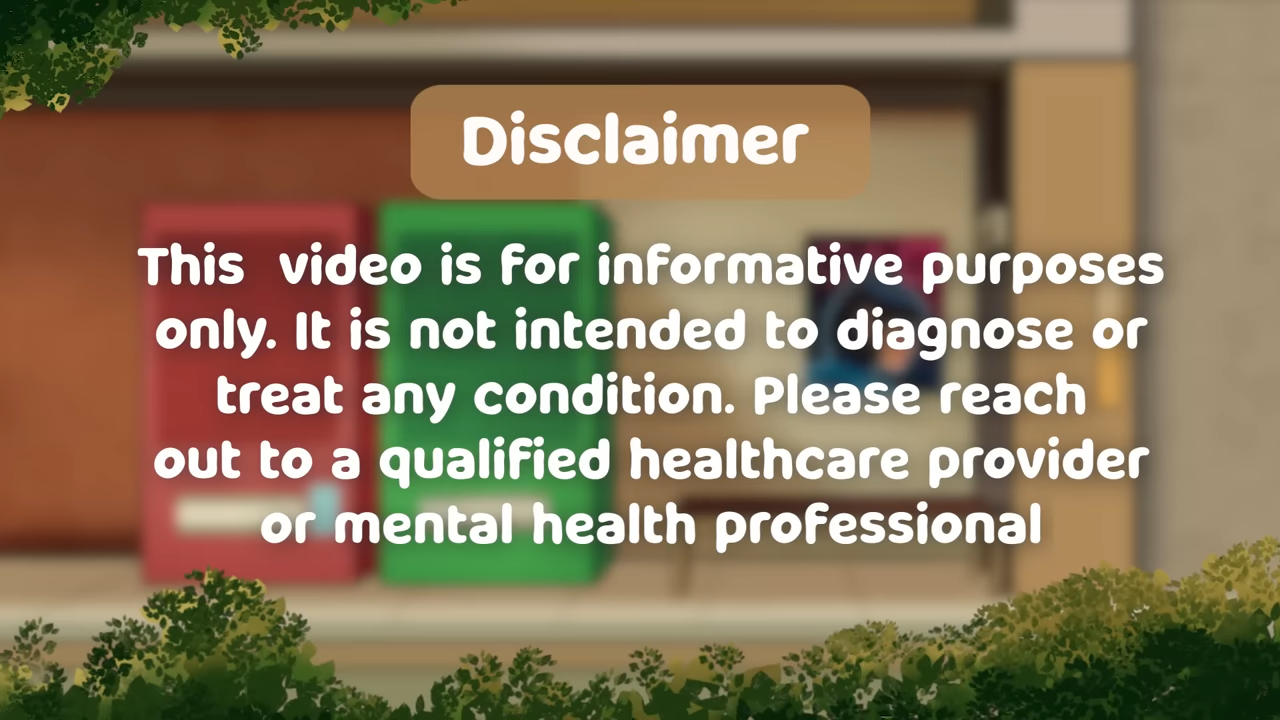 Disclaimer
This  video is for informative purposes
only. It is not intended to diagnose or
treat any condition. Please reach
out to a qualified healthcare provider
or mental health professional